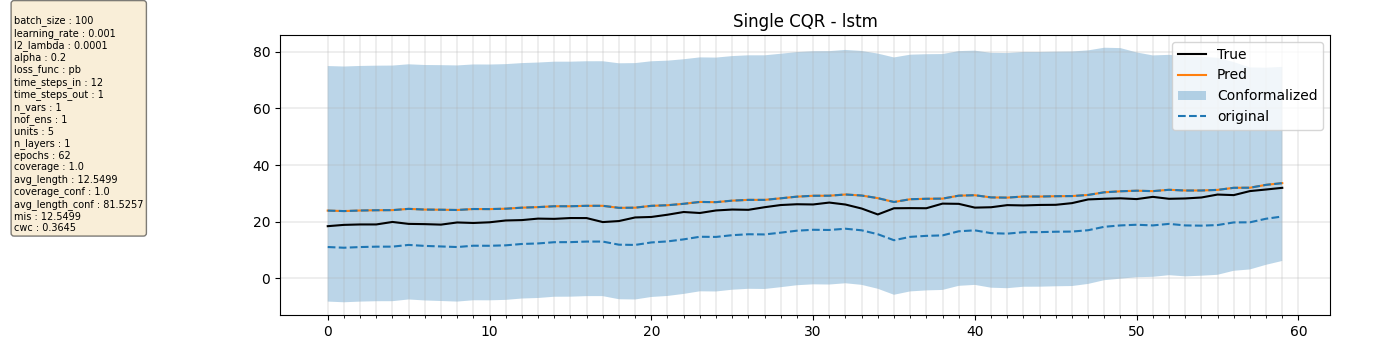 batch_size : 100
learning_rate : 0.001
l2_lambda : 0.0001
alpha : 0.2
loss_func : pb
time_steps_in : 12
time_steps_out : 1
n_vars : 1
nof_ens : 1
units : 5
n_layers : 1
epochs : 62
coverage : 1.0
avg_length : 12.5499
coverage_conf : 1.0
avg_length_conf : 81.5257
mis : 12.5499
cwc : 0.3645
Single CQR - lstm
80
60
40
20
0
True
Pred
Conformalized
original
0 10 20 30 40 50 60